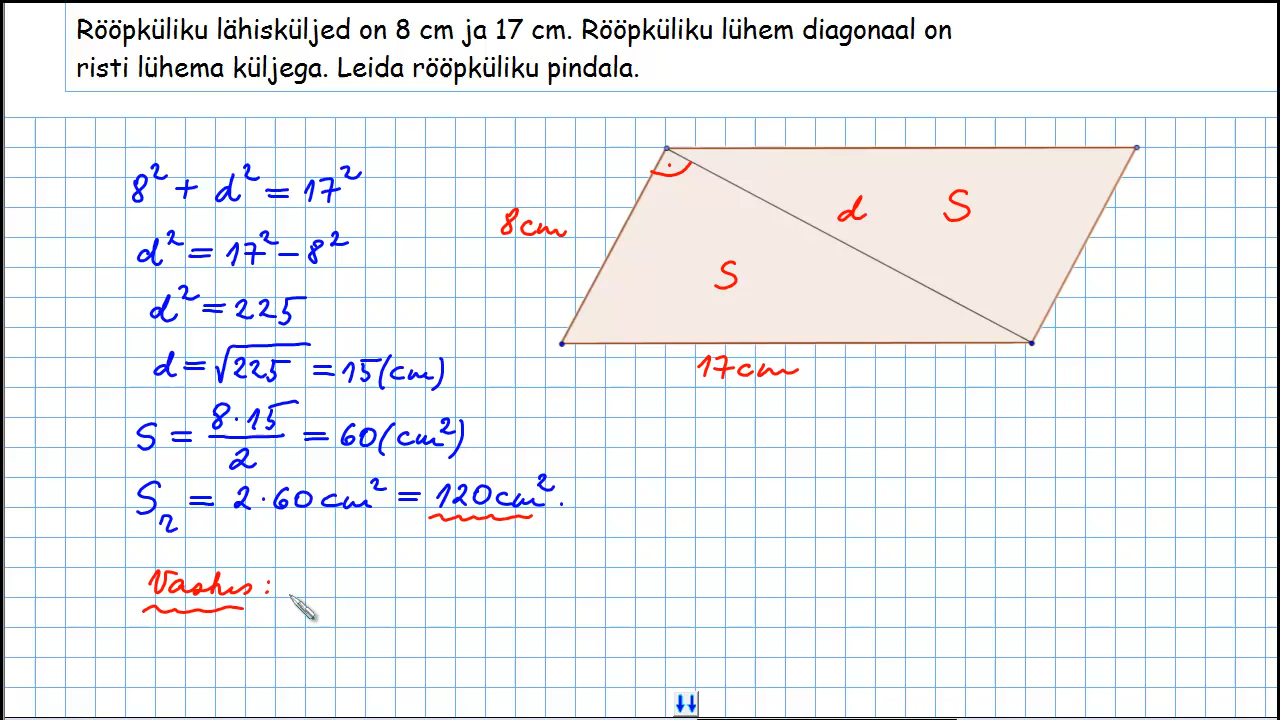 Rööpküliku lähisküljed on 8 cm ja 17 cm. Rööpküliku lühem diagonaal on
risti lühema küljega. Leida rööpküliku pindala.
8² + d² = 17²
d² = 17² − 8²
d² = 225
d = √225 = 15 (cm)
S = 8·15/2 = 60 (cm²)
S_r = 2·60 cm² = 120 cm².
Vastus:
8cm
d
S
S
17cm